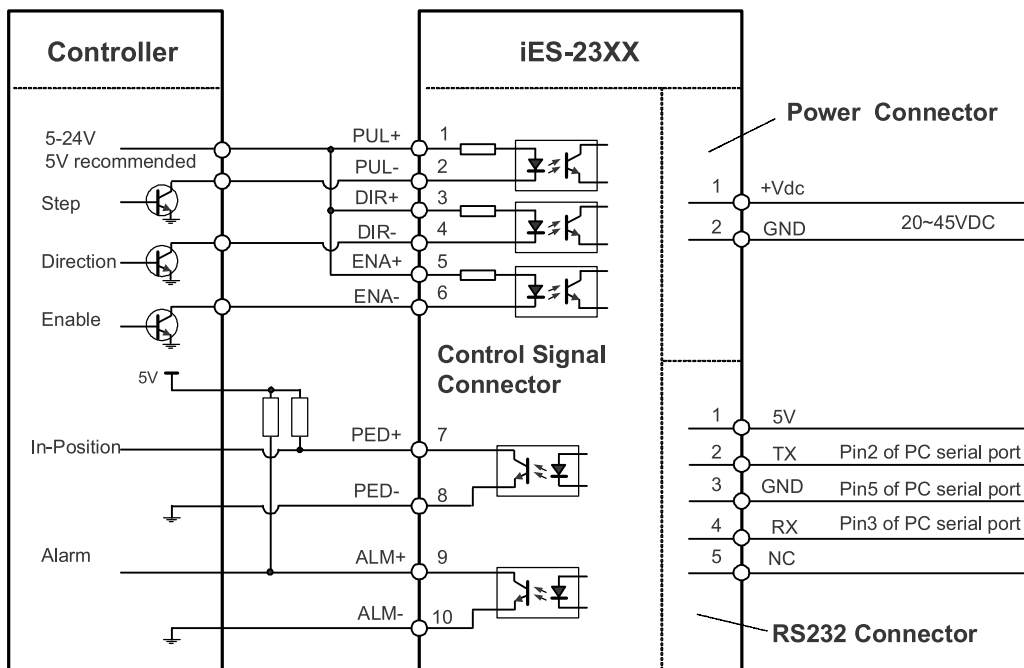 Controller
iES-23XX
5-24V
5V recommended
Step
Direction
Enable
5V
In-Position
Alarm
PUL+ 1
PUL- 2
DIR+ 3
DIR- 4
ENA+ 5
ENA- 6
Control Signal
Connector
PED+ 7
PED- 8
ALM+ 9
ALM- 10
Power Connector
1 +Vdc
2 GND 20~45VDC
1 5V
2 TX Pin2 of PC serial port
3 GND Pin5 of PC serial port
4 RX Pin3 of PC serial port
5 NC
RS232 Connector